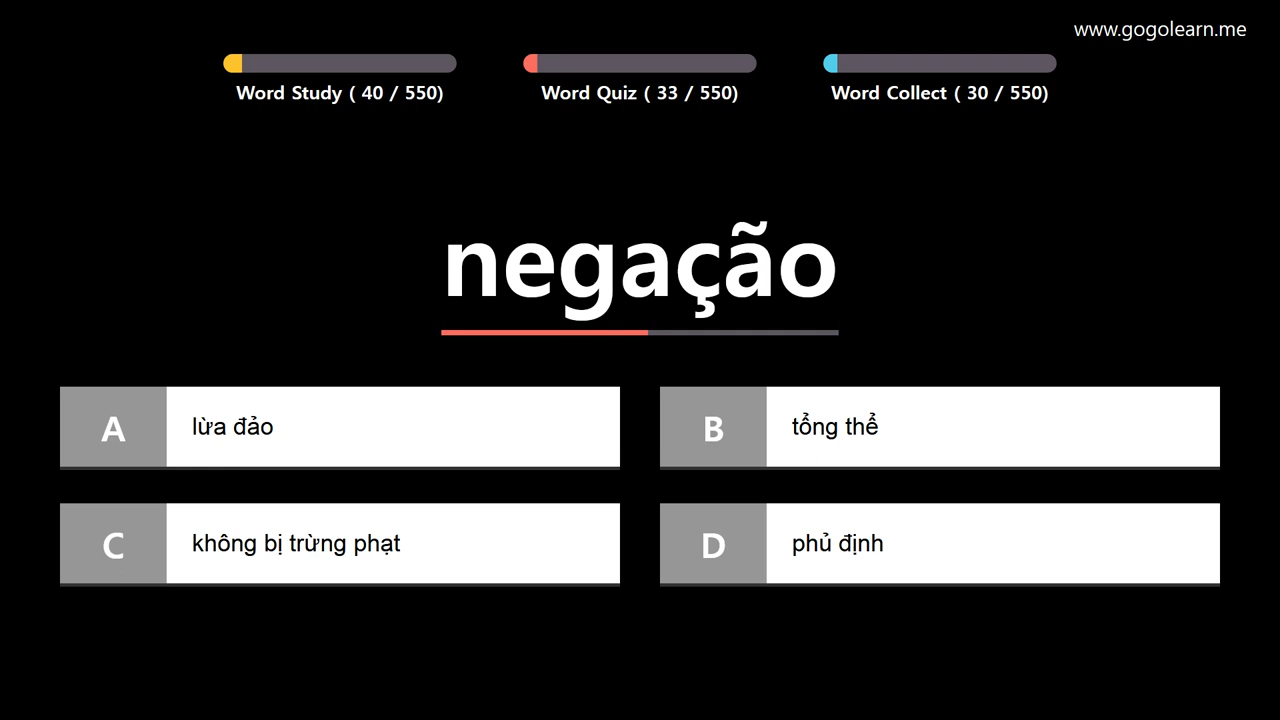 www.gogolearn.me
Word Study ( 40 / 550)
Word Quiz ( 33 / 550)
Word Collect ( 30 / 550)
negação
A
lừa đảo
B
tổng thể
C
không bị trừng phạt
D
phủ định